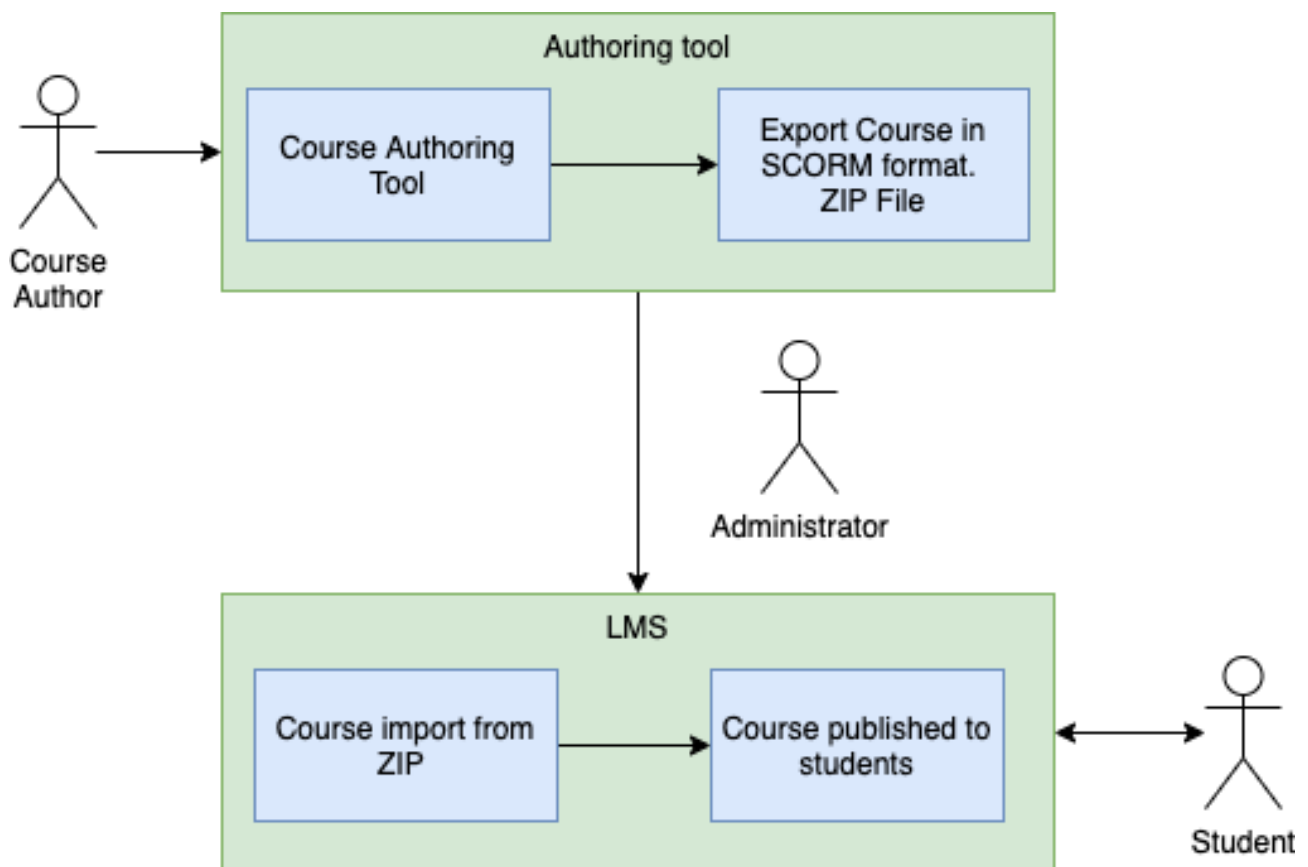 Authoring tool
Course Authoring
Tool
Export Course in
SCORM format.
ZIP File
Course
Author
Administrator
LMS
Course import from
ZIP
Course published to
students
Student